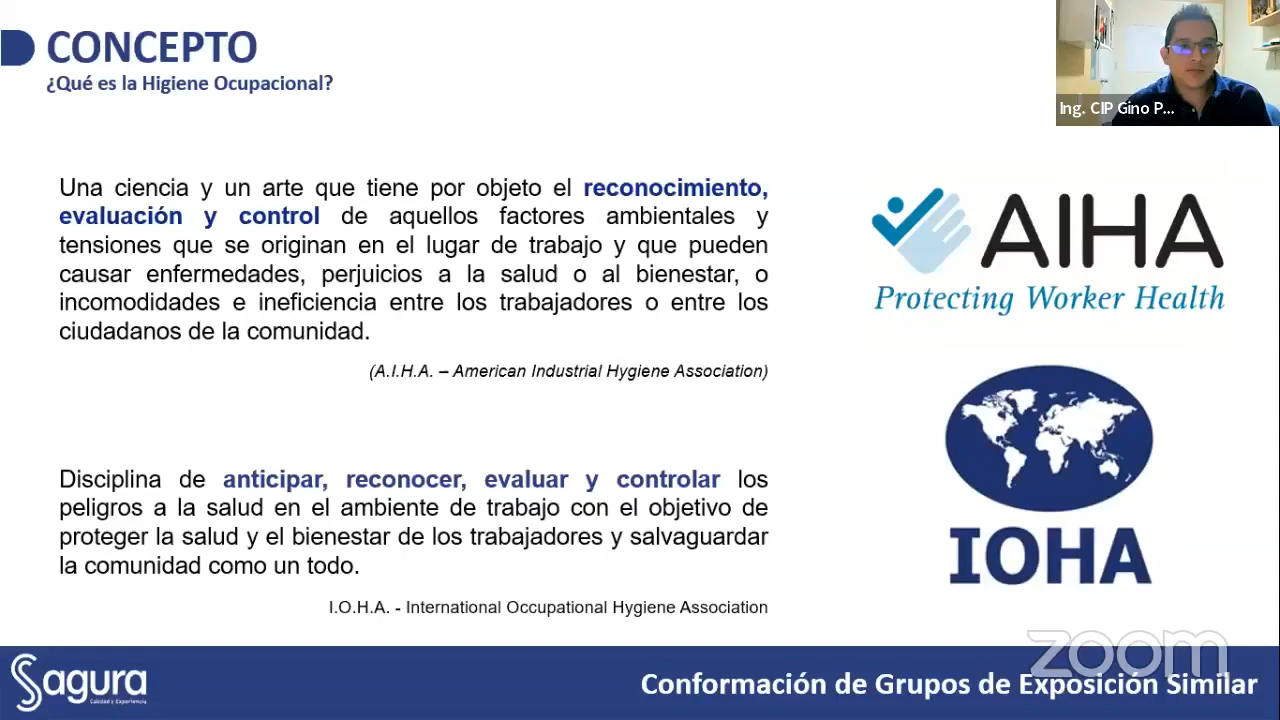 CONCEPTO
¿Qué es la Higiene Ocupacional?
Ing. CIP Gino P...
Una ciencia y un arte que tiene por objeto el reconocimiento,
evaluación y control de aquellos factores ambientales y
tensiones que se originan en el lugar de trabajo y que pueden
causar enfermedades, perjuicios a la salud o al bienestar, o
incomodidades e ineficiencia entre los trabajadores o entre los
ciudadanos de la comunidad.
(A.I.H.A. – American Industrial Hygiene Association)
AIHA
Protecting Worker Health
Disciplina de anticipar, reconocer, evaluar y controlar los
peligros a la salud en el ambiente de trabajo con el objetivo de
proteger la salud y el bienestar de los trabajadores y salvaguardar
la comunidad como un todo.
I.O.H.A. - International Occupational Hygiene Association
IOHA
zoom
Sagura
Calidad y Experiencia
Conformación de Grupos de Exposición Similar